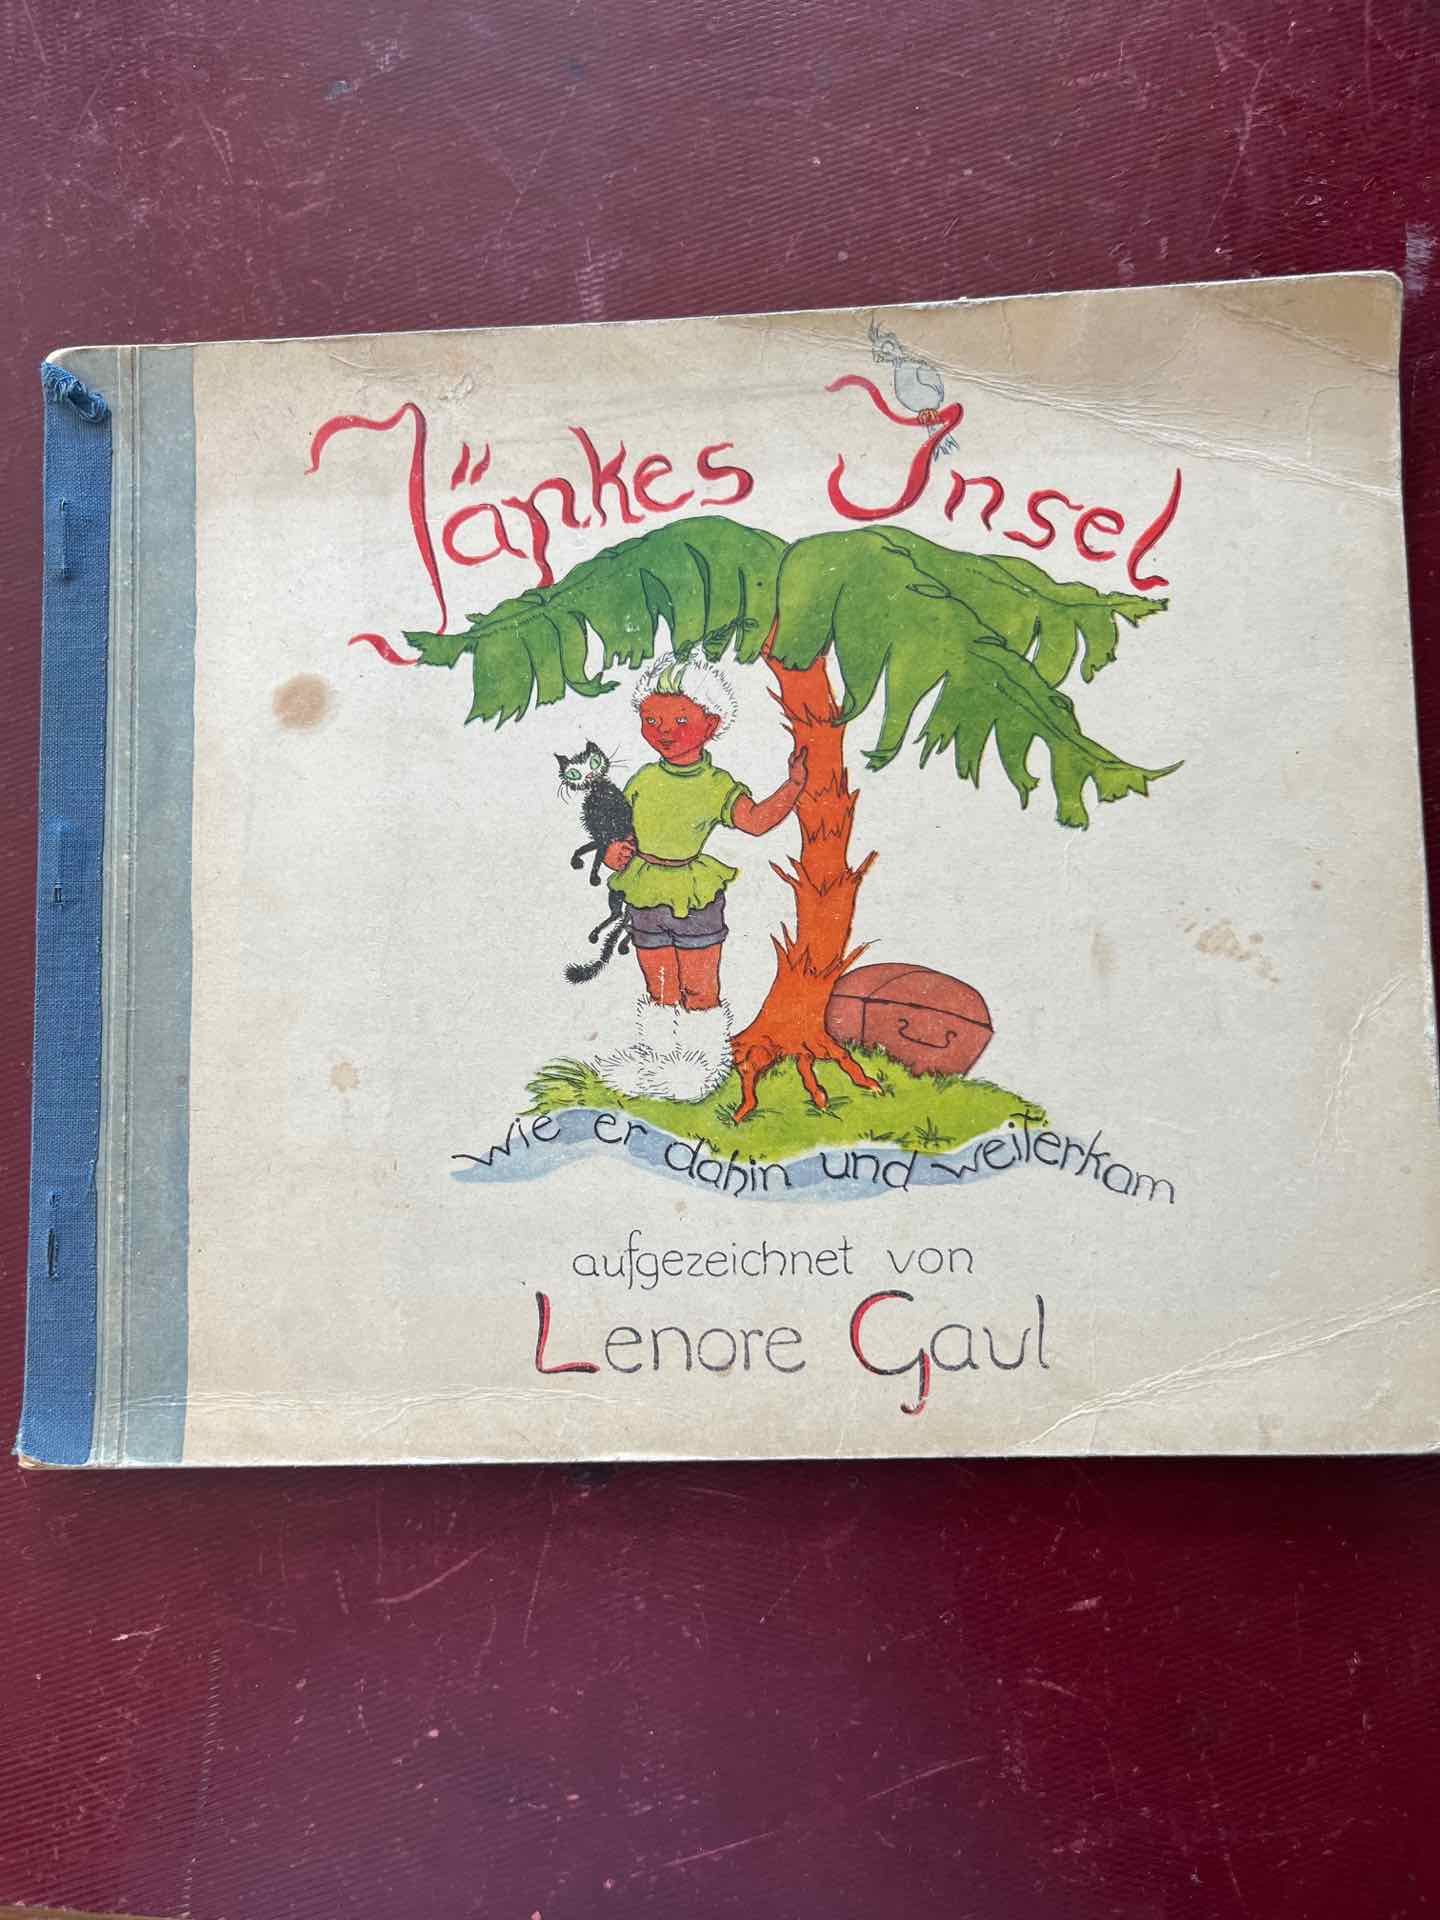 Jänkes Insel
wie er dahin und weiterkam
aufgezeichnet von
Lenore Gaul